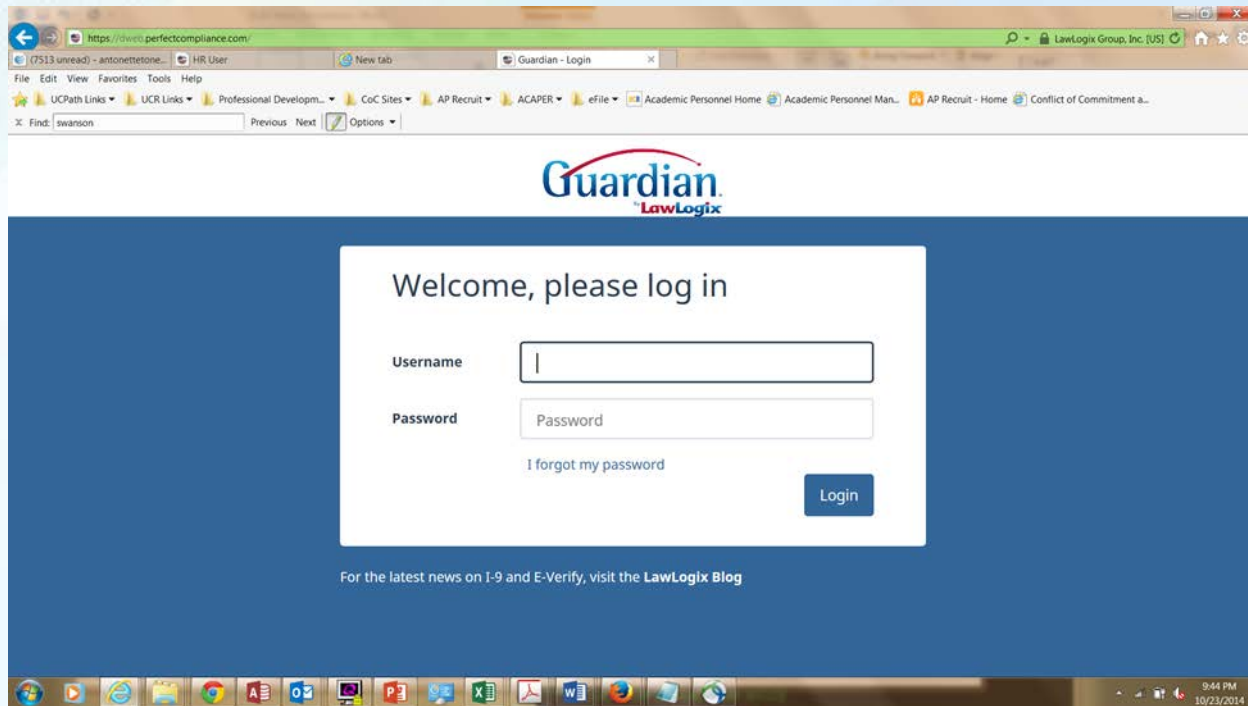 https://dweb.perfectcompliance.com/
LawLogix Group, Inc. [US]
(7513 unread) - antonettetone...
HR User
New tab
Guardian - Login
File Edit View Favorites Tools Help
UCPath Links UCR Links Professional Developm... CoC Sites AP Recruit ACAPER eFile Academic Personnel Home Academic Personnel Man... AP Recruit - Home Conflict of Commitment a...
X Find: swanson Previous Next Options
Guardian
by LawLogix
Welcome, please log in
Username
Password Password
I forgot my password
Login
For the latest news on I-9 and E-Verify, visit the LawLogix Blog
9:44 PM
10/23/2014